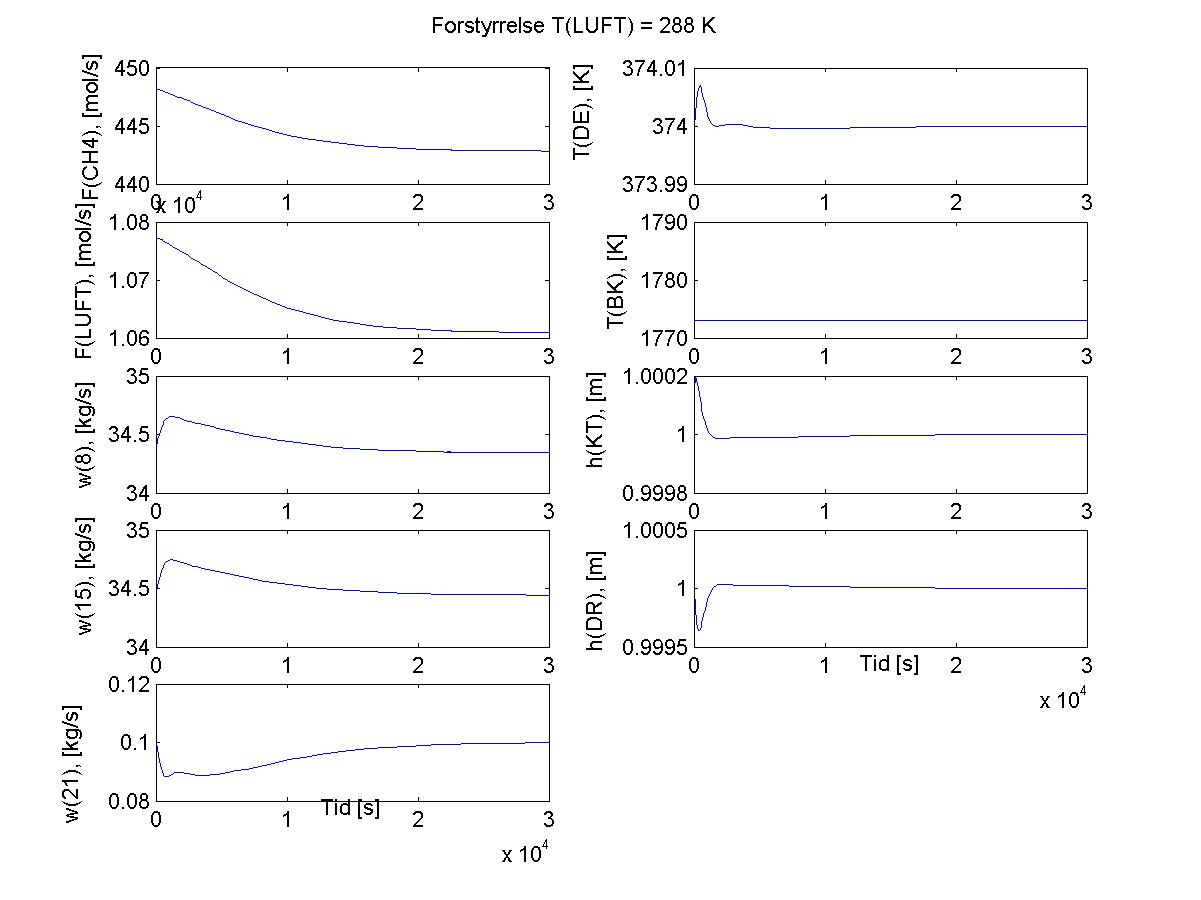 Forstyrrelse T(LUFT) = 288 K
F(CH4), [mol/s]
450
445
440
0 1 2 3
T(DE), [K]
374.01
374
373.99
0 1 2 3
x 10^4
F(LUFT), [mol/s]
1.08
1.07
1.06
0 1 2 3
T(BK), [K]
1790
1780
1770
0 1 2 3
w(8), [kg/s]
35
34.5
34
0 1 2 3
h(KT), [m]
1.0002
1
0.9998
0 1 2 3
w(15), [kg/s]
35
34.5
34
0 1 2 3
h(DR), [m]
1.0005
1
0.9995
0 1 2 3
Tid [s]
x 10^4
w(21), [kg/s]
0.12
0.1
0.08
0 1 2 3
Tid [s]
x 10^4